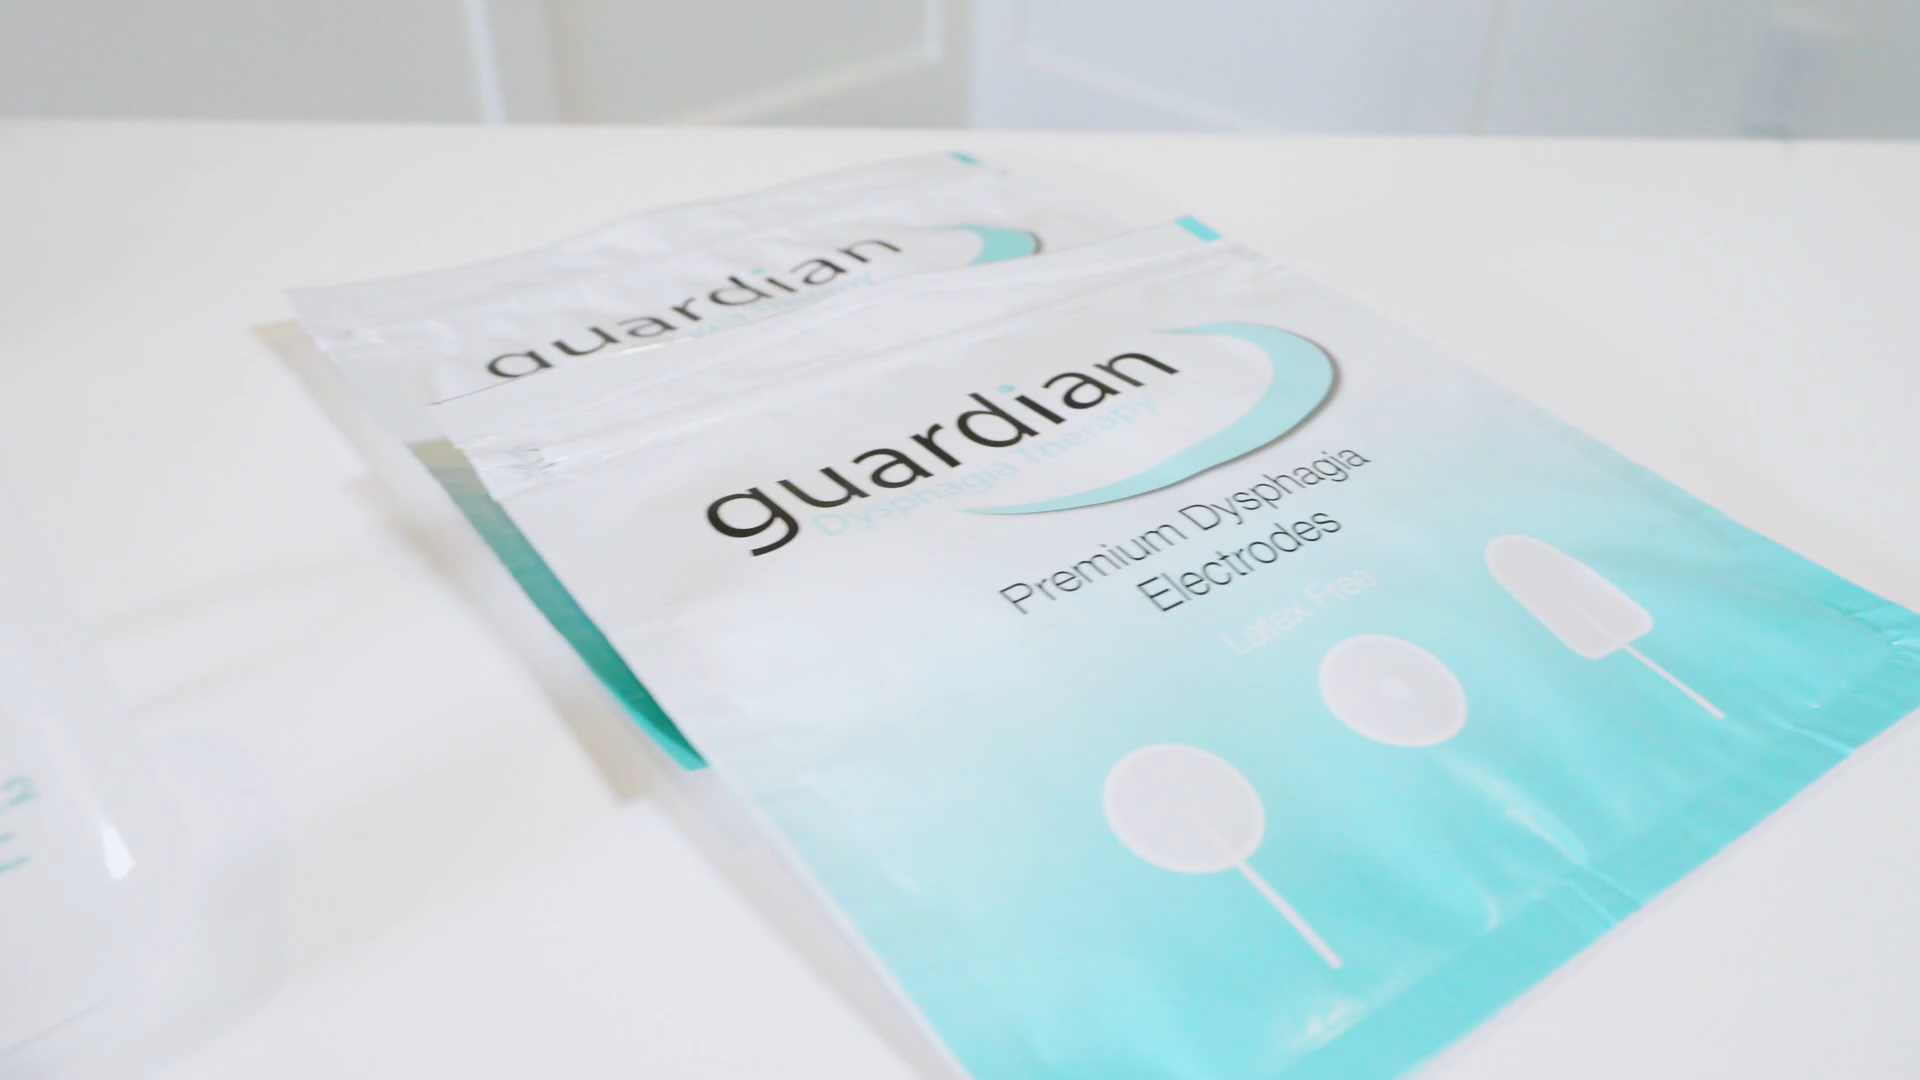 guardian
guardian
Dysphagia Therapy
Premium Dysphagia
Electrodes
Latex Free